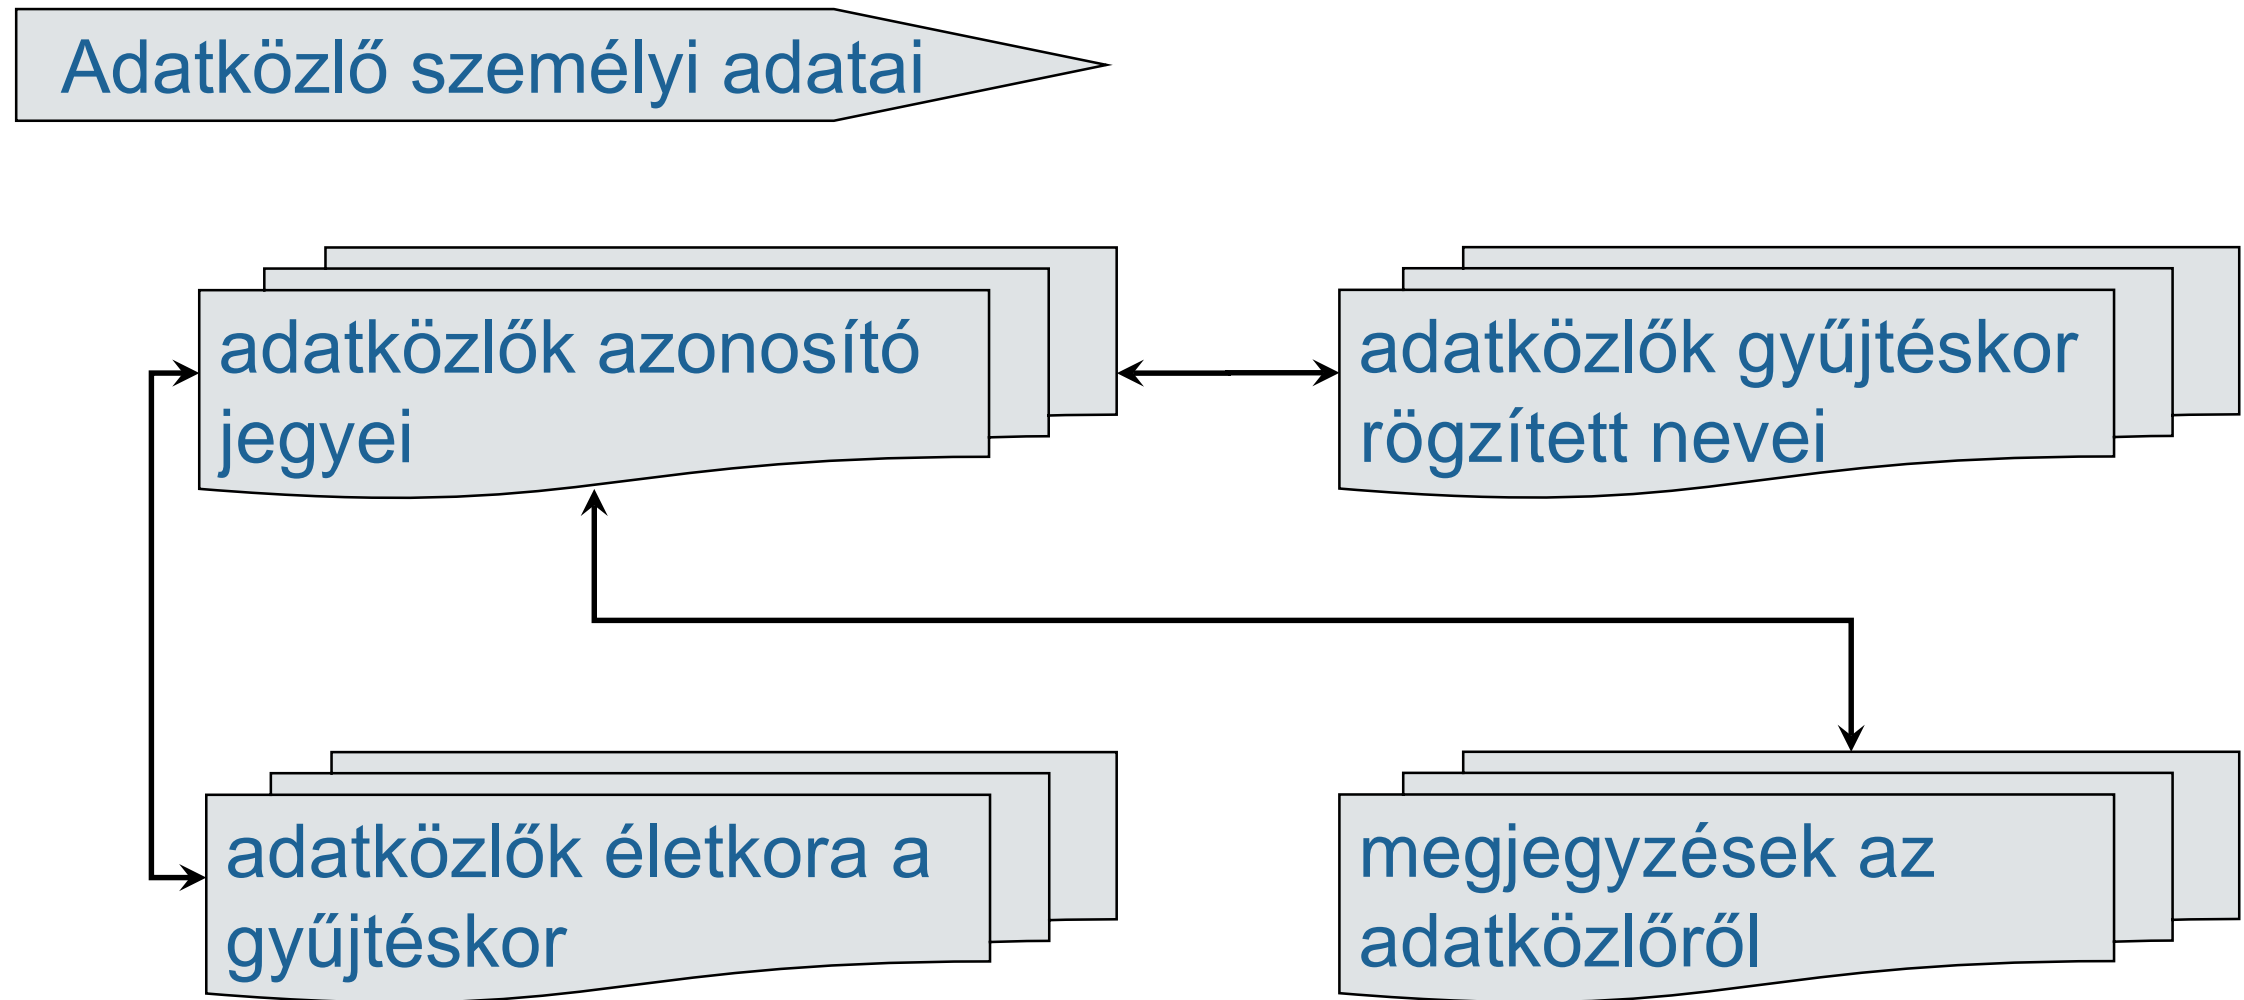 Adatközlő személyi adatai
adatközlők azonosító
jegyei
adatközlők gyűjtéskor
rögzített nevei
adatközlők életkora a
gyűjtéskor
megjegyzések az
adatközlőről